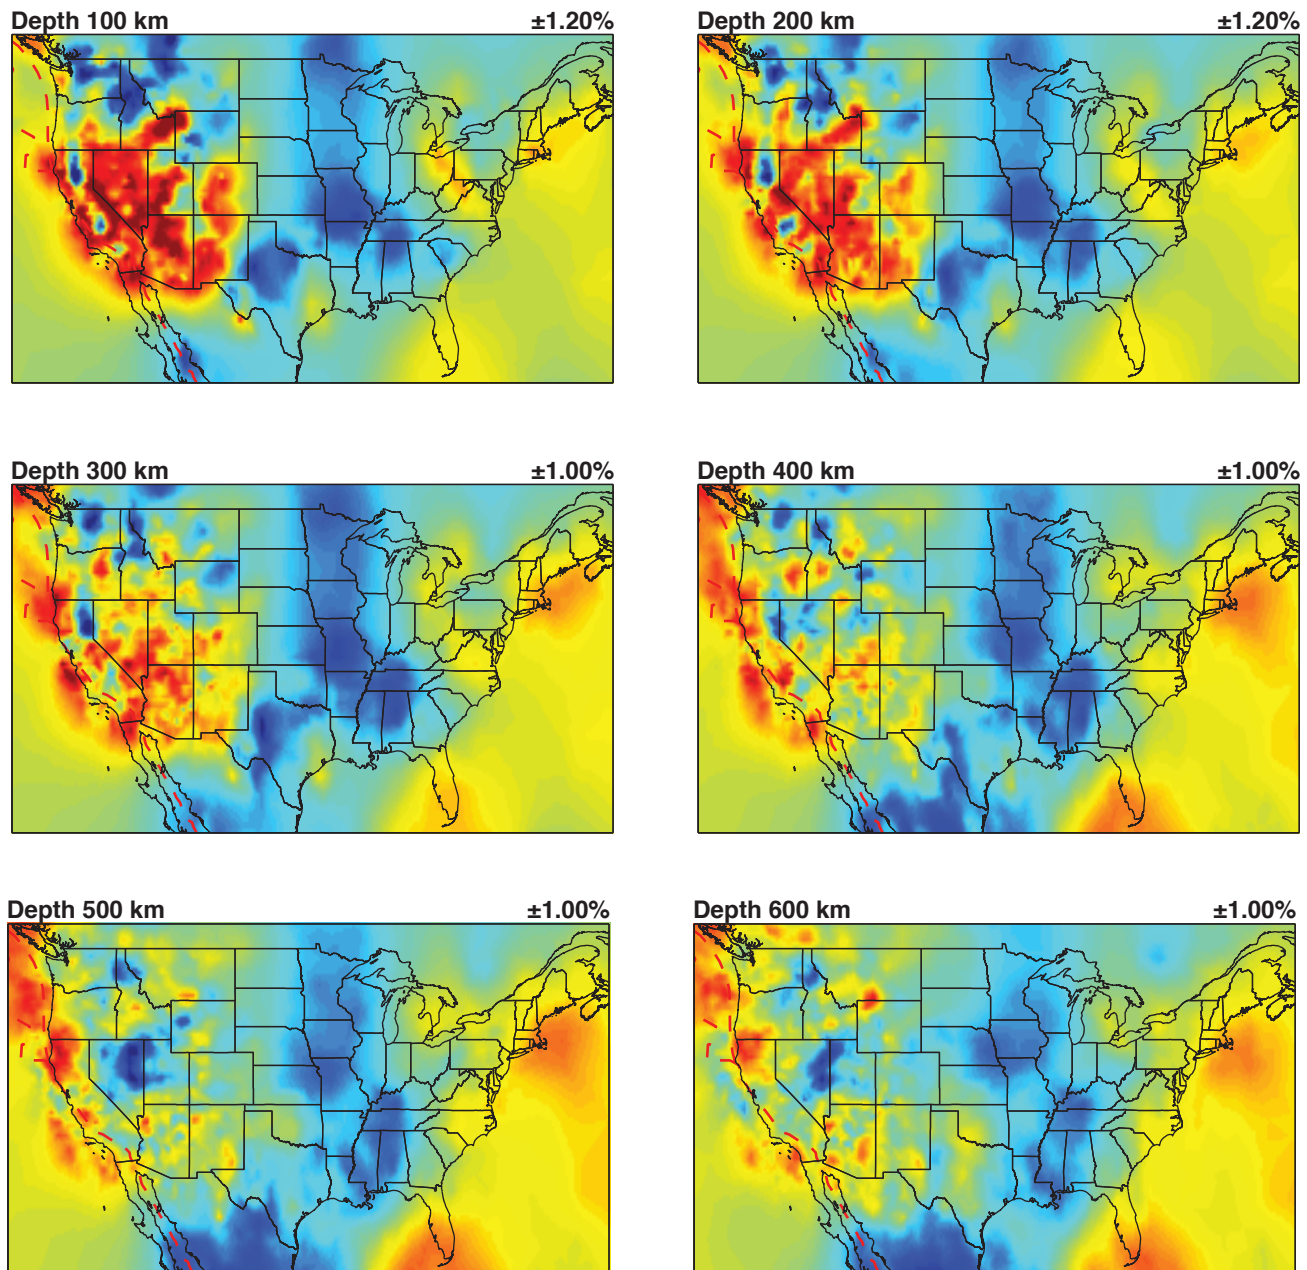 Depth 100 km ±1.20%
Depth 200 km ±1.20%
Depth 300 km ±1.00%
Depth 400 km ±1.00%
Depth 500 km ±1.00%
Depth 600 km ±1.00%